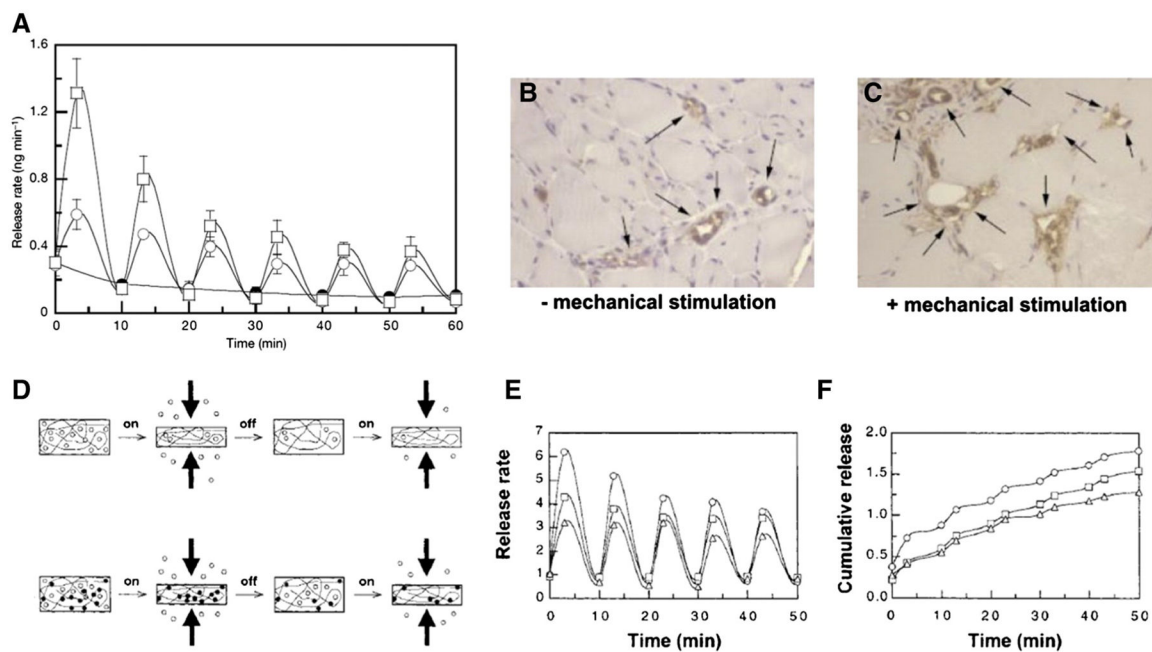 A
1.6
1.2
0.8
0.4
0
Release rate (ng min⁻¹)
0 10 20 30 40 50 60
Time (min)
B
- mechanical stimulation
C
+ mechanical stimulation
D
on off on
on off on
E
7
6
5
4
3
2
1
0
Release rate
0 10 20 30 40 50
Time (min)
F
2.0
1.5
1.0
0.5
0.0
Cumulative release
0 10 20 30 40 50
Time (min)